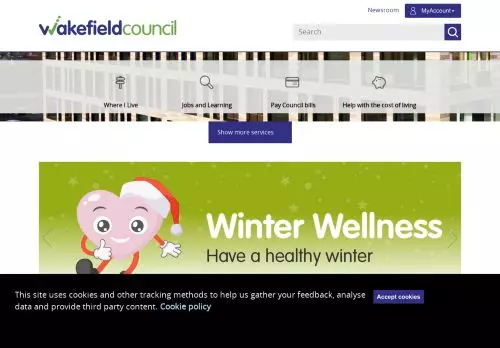 Newsroom
MyAccount
wakefieldcouncil
Search
Where I Live
Jobs and Learning
Pay Council bills
Help with the cost of living
Show more services
Winter Wellness
Have a healthy winter
This site uses cookies and other tracking methods to help us gather your feedback, analyse
data and provide third party content. Cookie policy
Accept cookies